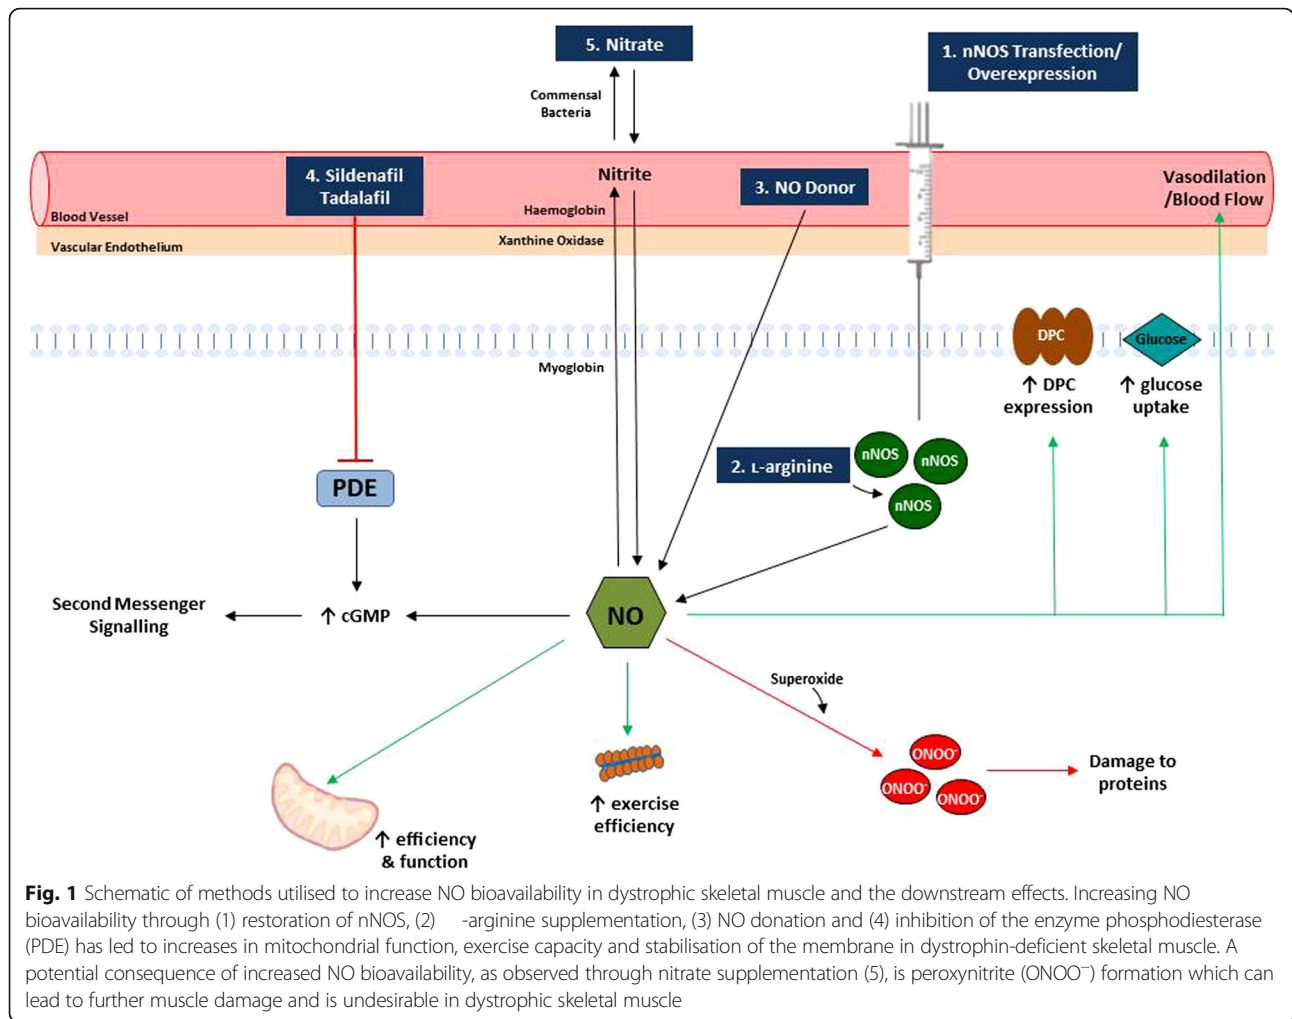 5. Nitrate
1. nNOS Transfection/
Overexpression
Commensal
Bacteria
4. Sildenafil
Tadalafil
Nitrite
3. NO Donor
Vasodilation
/Blood Flow
Blood Vessel
Haemoglobin
Vascular Endothelium
Xanthine Oxidase
DPC
Glucose
Myoglobin
↑ DPC
expression
↑ glucose
uptake
2. ʟ-arginine
nNOS
nNOS
nNOS
PDE
Second Messenger
Signalling
↑ cGMP
NO
Superoxide
ONOO⁻
ONOO⁻
ONOO⁻
Damage to
proteins
↑ exercise
efficiency
↑ efficiency
& function
Fig. 1 Schematic of methods utilised to increase NO bioavailability in dystrophic skeletal muscle and the downstream effects. Increasing NO
bioavailability through (1) restoration of nNOS, (2) -arginine supplementation, (3) NO donation and (4) inhibition of the enzyme phosphodiesterase
(PDE) has led to increases in mitochondrial function, exercise capacity and stabilisation of the membrane in dystrophin-deficient skeletal muscle. A
potential consequence of increased NO bioavailability, as observed through nitrate supplementation (5), is peroxynitrite (ONOO⁻) formation which can
lead to further muscle damage and is undesirable in dystrophic skeletal muscle